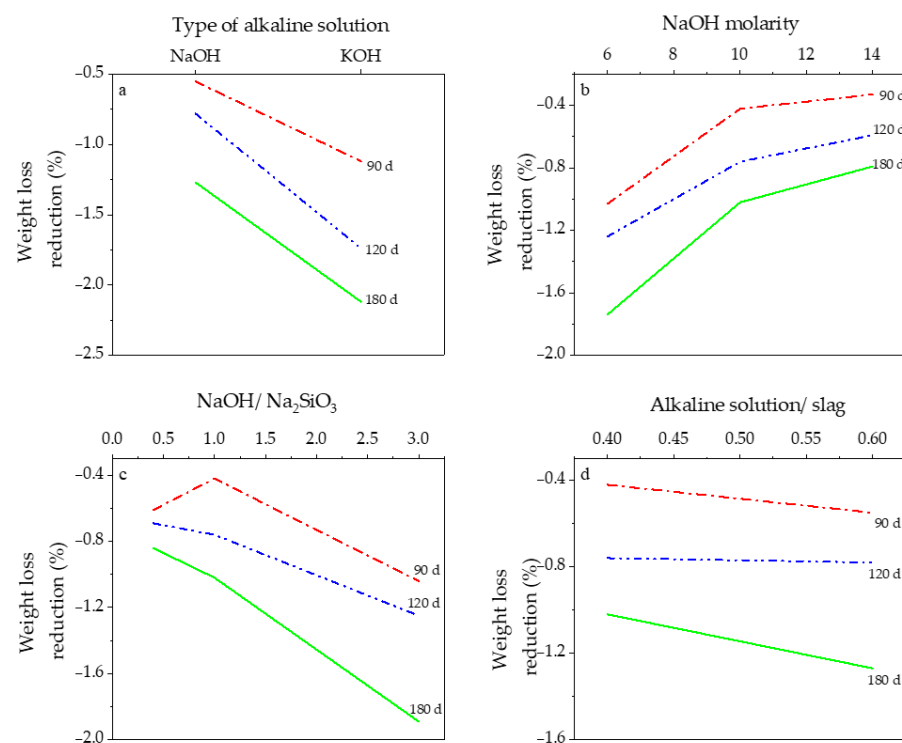 Type of alkaline solution
NaOH KOH
−0.5
−1.0
−1.5
−2.0
−2.5
Weight loss
reduction (%)
a
90 d
120 d
180 d
NaOH molarity
6 8 10 12 14
−0.4
−0.8
−1.2
−1.6
−2.0
Weight loss
reduction (%)
b
90 d
120 d
180 d
NaOH/ Na₂SiO₃
0.0 0.5 1.0 1.5 2.0 2.5 3.0
−0.4
−0.8
−1.2
−1.6
−2.0
Weight loss
reduction (%)
c
90 d
120 d
180 d
Alkaline solution/ slag
0.40 0.45 0.50 0.55 0.60
−0.4
−0.8
−1.2
−1.6
Weight loss
reduction (%)
d
90 d
120 d
180 d